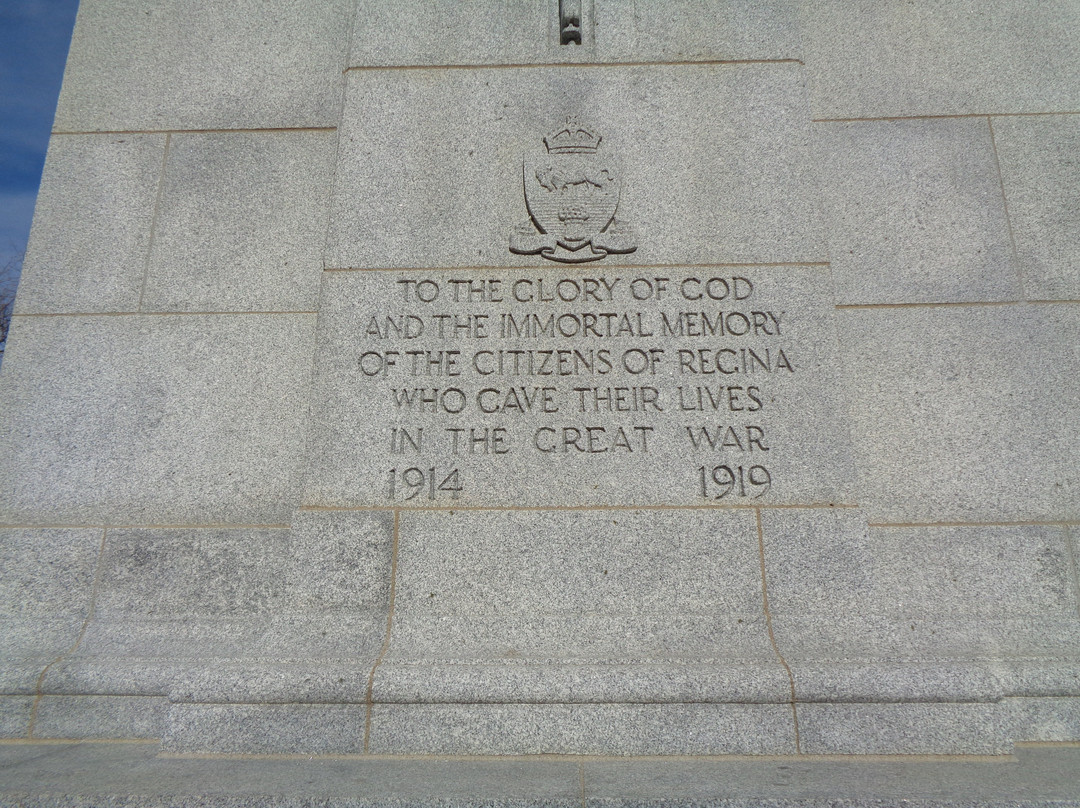 TO THE GLORY OF GOD
AND THE IMMORTAL MEMORY
OF THE CITIZENS OF REGINA
WHO GAVE THEIR LIVES
IN THE GREAT WAR
1914 1919